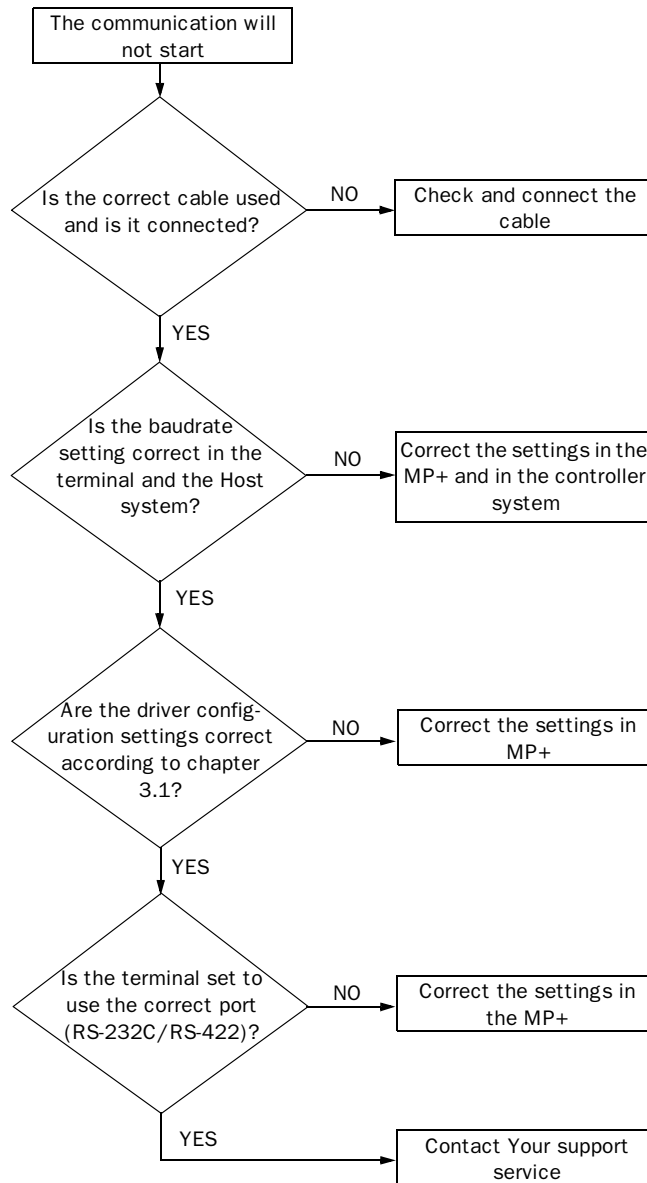 The communication will
not start
Is the correct cable used
and is it connected?
NO
Check and connect the
cable
YES
Is the baudrate
setting correct in the
terminal and the Host
system?
NO
Correct the settings in the
MP+ and in the controller
system
YES
Are the driver config-
uration settings correct
according to chapter
3.1?
NO
Correct the settings in
MP+
YES
Is the terminal set to
use the correct port
(RS-232C/RS-422)?
NO
Correct the settings in
the MP+
YES
Contact Your support
service